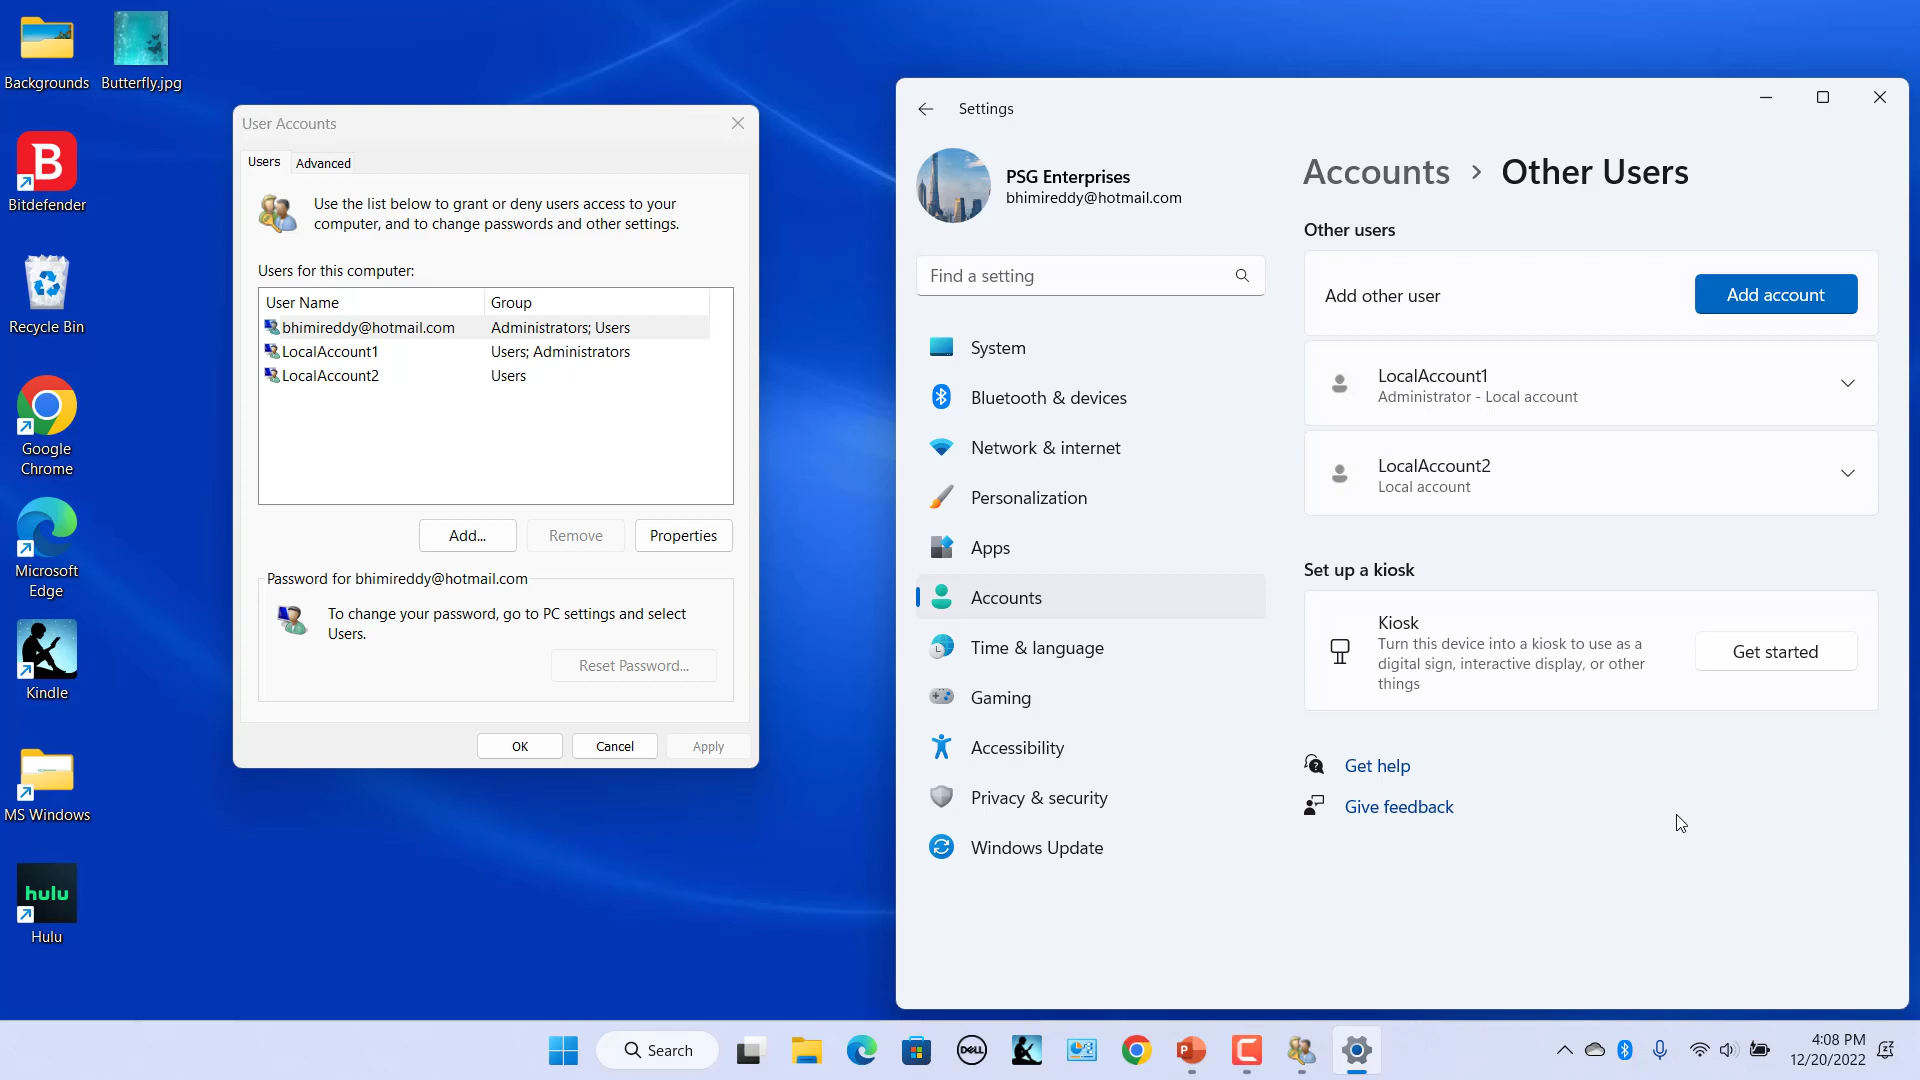 Backgrounds
Butterfly.jpg
B
Bitdefender
Recycle Bin
Google
Chrome
Microsoft
Edge
Kindle
MS Windows
hulu
Hulu
User Accounts
Users
Advanced
Use the list below to grant or deny users access to your
computer, and to change passwords and other settings.
Users for this computer:
User Name Group
bhimireddy@hotmail.com Administrators; Users
LocalAccount1 Users; Administrators
LocalAccount2 Users
Add...
Remove
Properties
Password for bhimireddy@hotmail.com
To change your password, go to PC settings and select
Users.
Reset Password...
OK
Cancel
Apply
Settings
PSG Enterprises
bhimireddy@hotmail.com
Find a setting
System
Bluetooth & devices
Network & internet
Personalization
Apps
Accounts
Time & language
Gaming
Accessibility
Privacy & security
Windows Update
Accounts > Other Users
Other users
Add other user
Add account
LocalAccount1
Administrator - Local account
LocalAccount2
Local account
Set up a kiosk
Kiosk
Turn this device into a kiosk to use as a
digital sign, interactive display, or other
things
Get started
Get help
Give feedback
Search
DELL
P
C
4:08 PM
12/20/2022